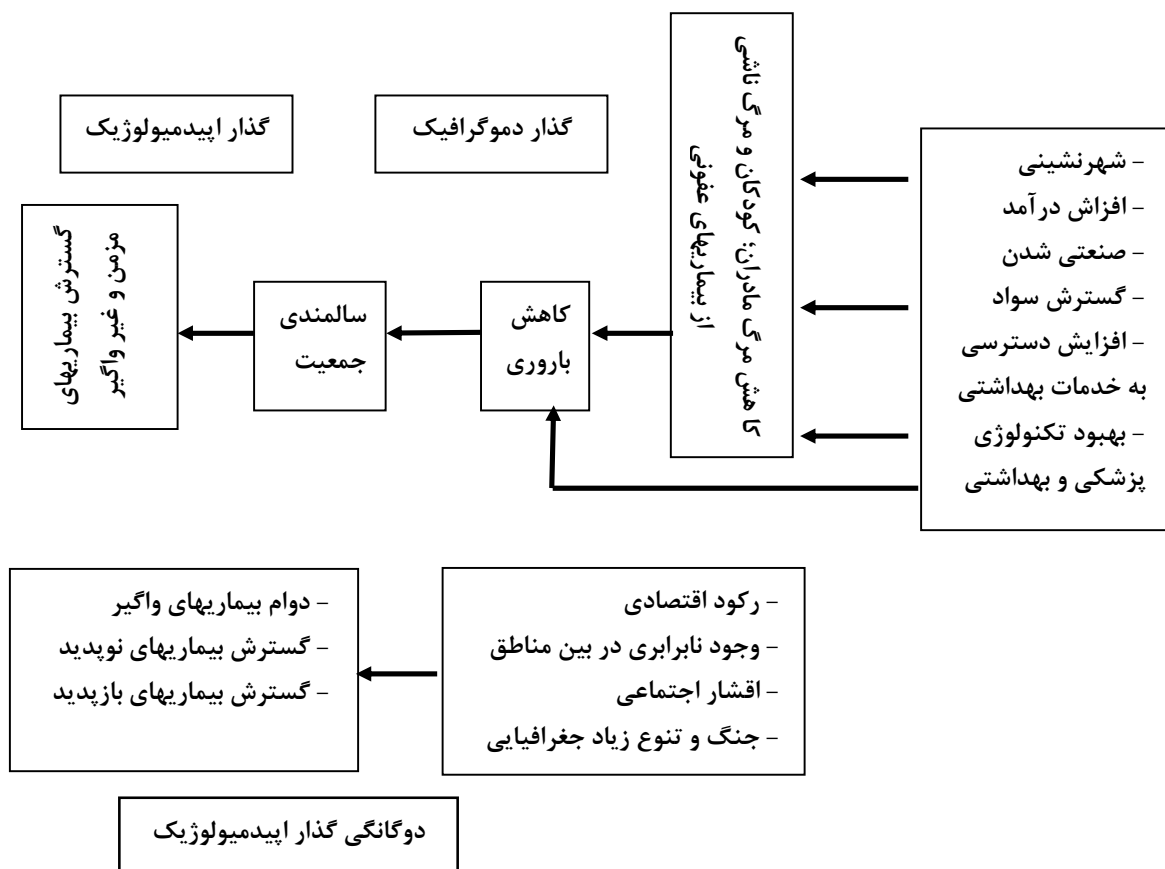 - شهرنشینی
- افزاش درآمد
- صنعتی شدن
- گسترش سواد
- افزایش دسترسی
به خدمات بهداشتی
- بهبود تکنولوژی
پزشکی و بهداشتی
کا هش مرگ مادران؛ کودکان و مرگ ناشی
از بیماریهای عفونی
گذار دموگرافیک
گذار اپیدمیولوژیک
کاهش
باروری
سالمندی
جمعیت
گسترش بیماریهای
مزمن و غیر واگیر
- رکود اقتصادی
- وجود نابرابری در بین مناطق
- اقشار اجتماعی
- جنگ و تنوع زیاد جغرافیایی
- دوام بیماریهای واگیر
- گسترش بیماریهای نوپدید
- گسترش بیماریهای بازپدید
دوگانگی گذار اپیدمیولوژیک